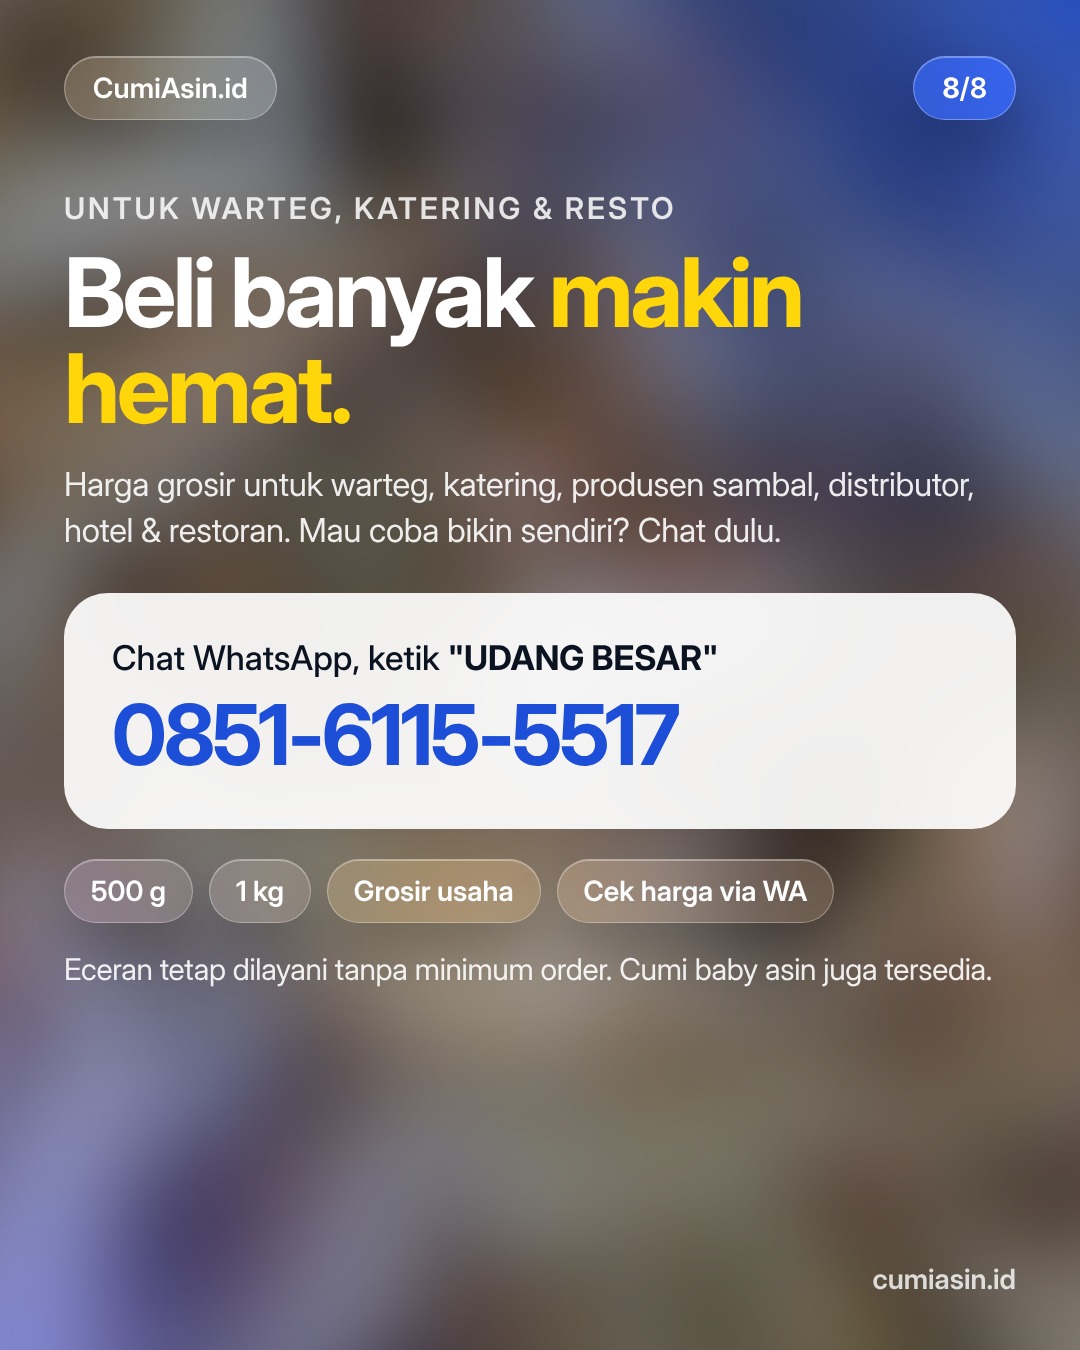 CumiAsin.id
8/8
UNTUK WARTEG, KATERING & RESTO
Beli banyak makin
hemat.
Harga grosir untuk warteg, katering, produsen sambal, distributor,
hotel & restoran. Mau coba bikin sendiri? Chat dulu.
Chat WhatsApp, ketik "UDANG BESAR"
0851-6115-5517
500 g
1 kg
Grosir usaha
Cek harga via WA
Eceran tetap dilayani tanpa minimum order. Cumi baby asin juga tersedia.
cumiasin.id